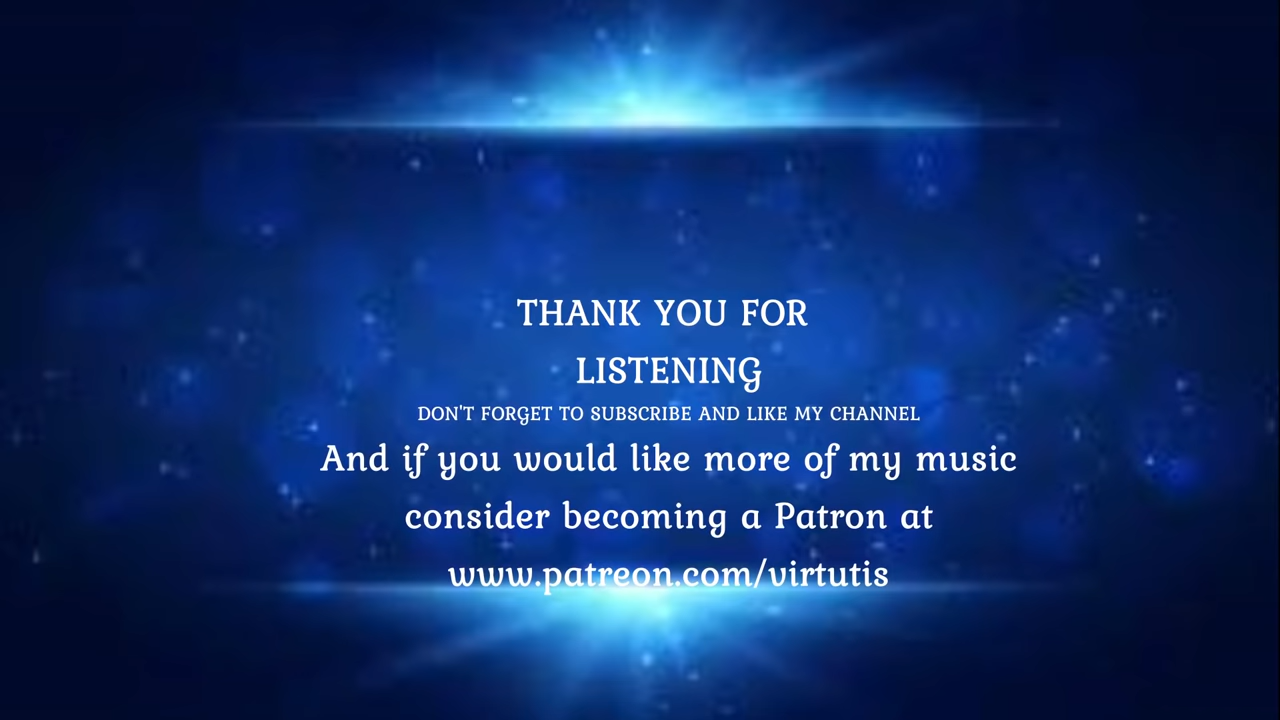 THANK YOU FOR
LISTENING
DON'T FORGET TO SUBSCRIBE AND LIKE MY CHANNEL
And if you would like more of my music
consider becoming a Patron at
www.patreon.com/virtutis